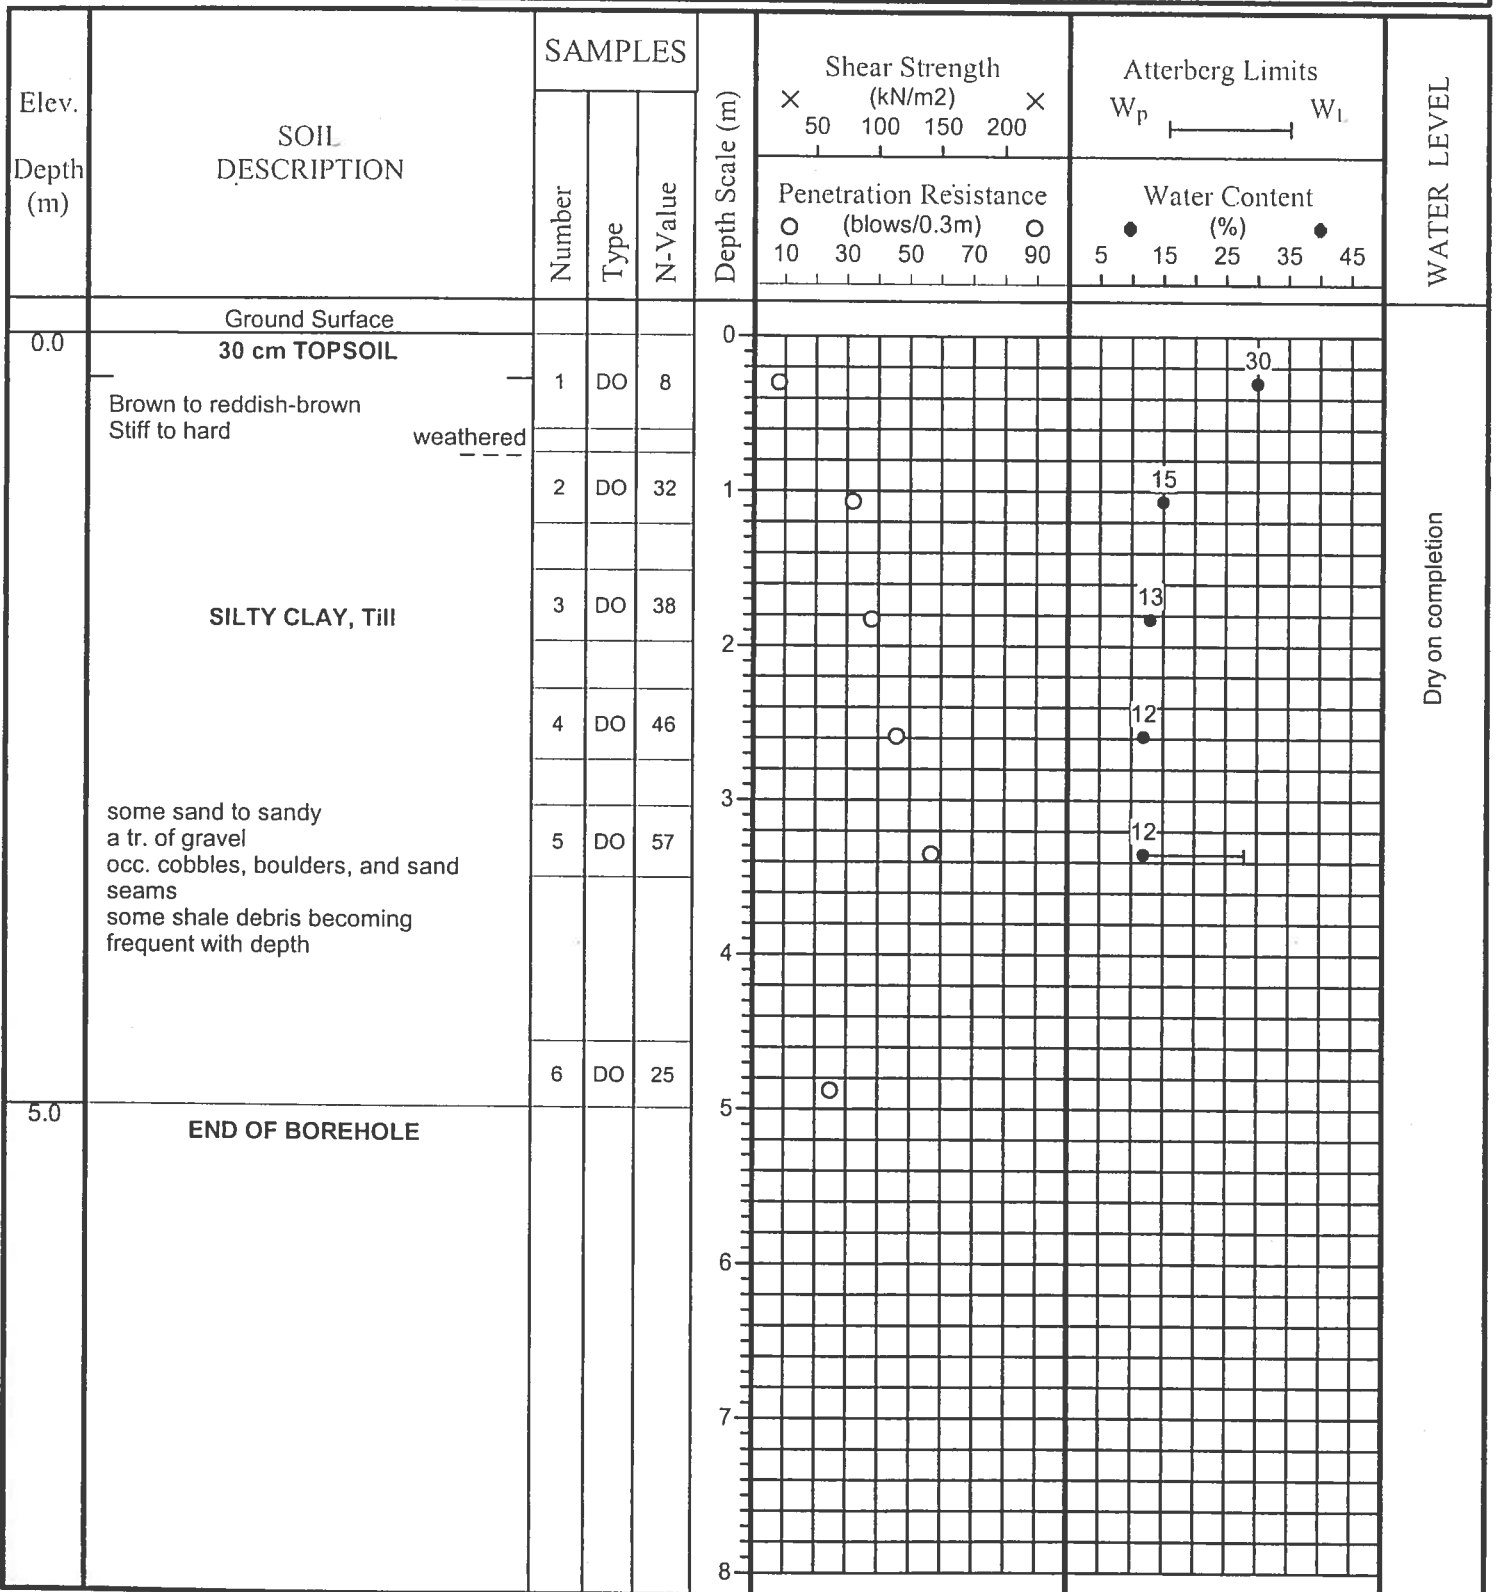 Elev.
Depth
(m)
SOIL
DESCRIPTION
SAMPLES
Number
Type
N-Value
Depth Scale (m)
Shear Strength
× (kN/m2) ×
50 100 150 200
Penetration Resistance
(blows/0.3m)
10 30 50 70 90
Atterberg Limits
Wp Wl
Water Content
(%)
5 15 25 35 45
WATER LEVEL
Ground Surface
0.0
30 cm TOPSOIL
Brown to reddish-brown
Stiff to hard
weathered
SILTY CLAY, Till
some sand to sandy
a tr. of gravel
occ. cobbles, boulders, and sand
seams
some shale debris becoming
frequent with depth
5.0
END OF BOREHOLE
1 DO 8
2 DO 32
3 DO 38
4 DO 46
5 DO 57
6 DO 25
0
1
2
3
4
5
6
7
8
30
15
13
12
12
Dry on completion